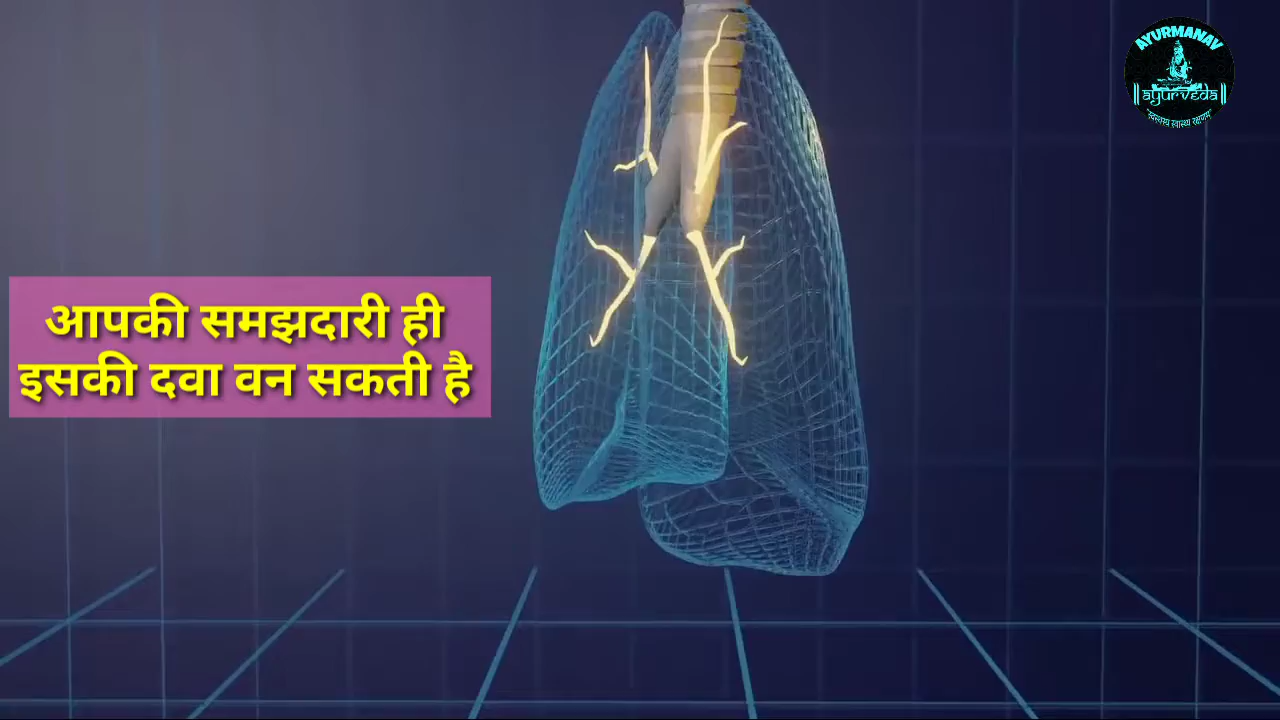 आपकी समझदारी ही
इसकी दवा वन सकती है
AYURMANAV
||ayurveda||